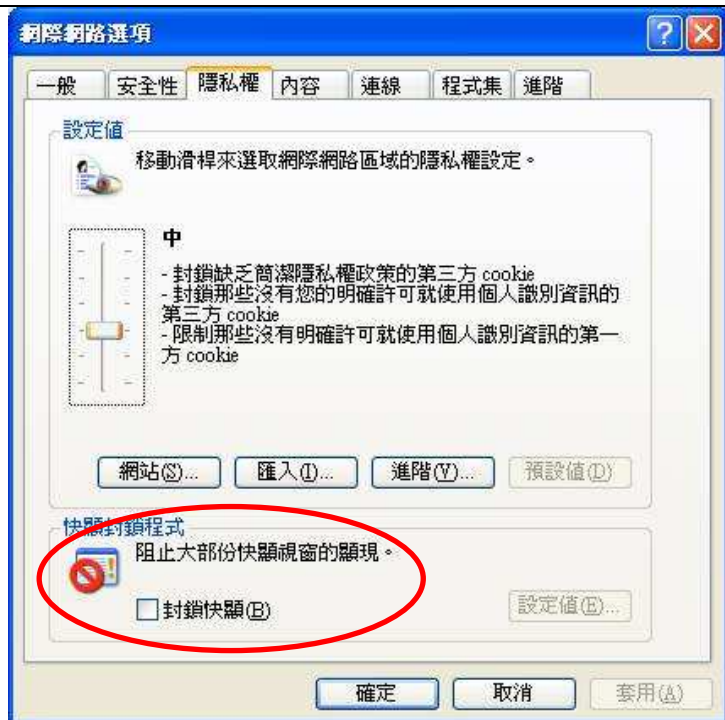 網際網路選項
一般 安全性 隱私權 內容 連線 程式集 進階
設定值
移動滑桿來選取網際網路區域的隱私權設定。
中
- 封鎖缺乏簡潔隱私權政策的第三方 cookie
- 封鎖那些沒有您的明確許可就使用個人識別資訊的
第三方 cookie
- 限制那些沒有明確許可就使用個人識別資訊的第一
方 cookie
網站(S)... 匯入(I)... 進階(V)... 預設值(D)
快顯封鎖程式
阻止大部份快顯視窗的顯現。
封鎖快顯(B) 設定值(E)...
確定 取消 套用(A)